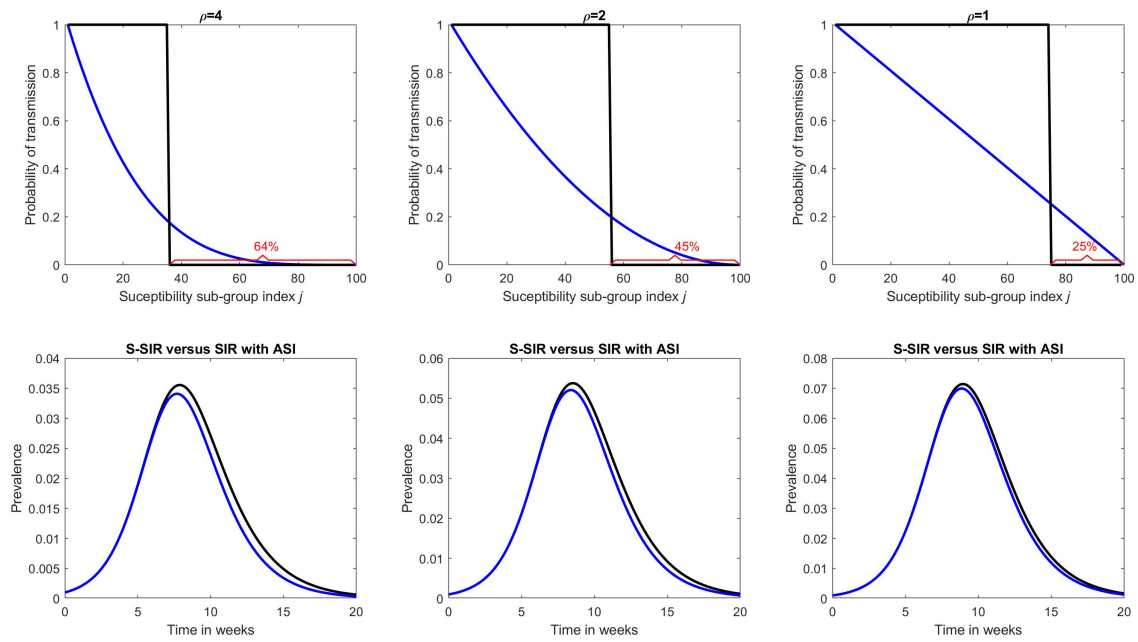 ρ=4
Probability of transmission
1
0.8
0.6
0.4
0.2
0
64%
0 20 40 60 80 100
Suceptibility sub-group index j
ρ=2
Probability of transmission
1
0.8
0.6
0.4
0.2
0
45%
0 20 40 60 80 100
Suceptibility sub-group index j
ρ=1
Probability of transmission
1
0.8
0.6
0.4
0.2
0
25%
0 20 40 60 80 100
Suceptibility sub-group index j
S-SIR versus SIR with ASI
Prevalence
0.04
0.035
0.03
0.025
0.02
0.015
0.01
0.005
0
0 5 10 15 20
Time in weeks
S-SIR versus SIR with ASI
Prevalence
0.06
0.05
0.04
0.03
0.02
0.01
0
0 5 10 15 20
Time in weeks
S-SIR versus SIR with ASI
Prevalence
0.08
0.07
0.06
0.05
0.04
0.03
0.02
0.01
0
0 5 10 15 20
Time in weeks